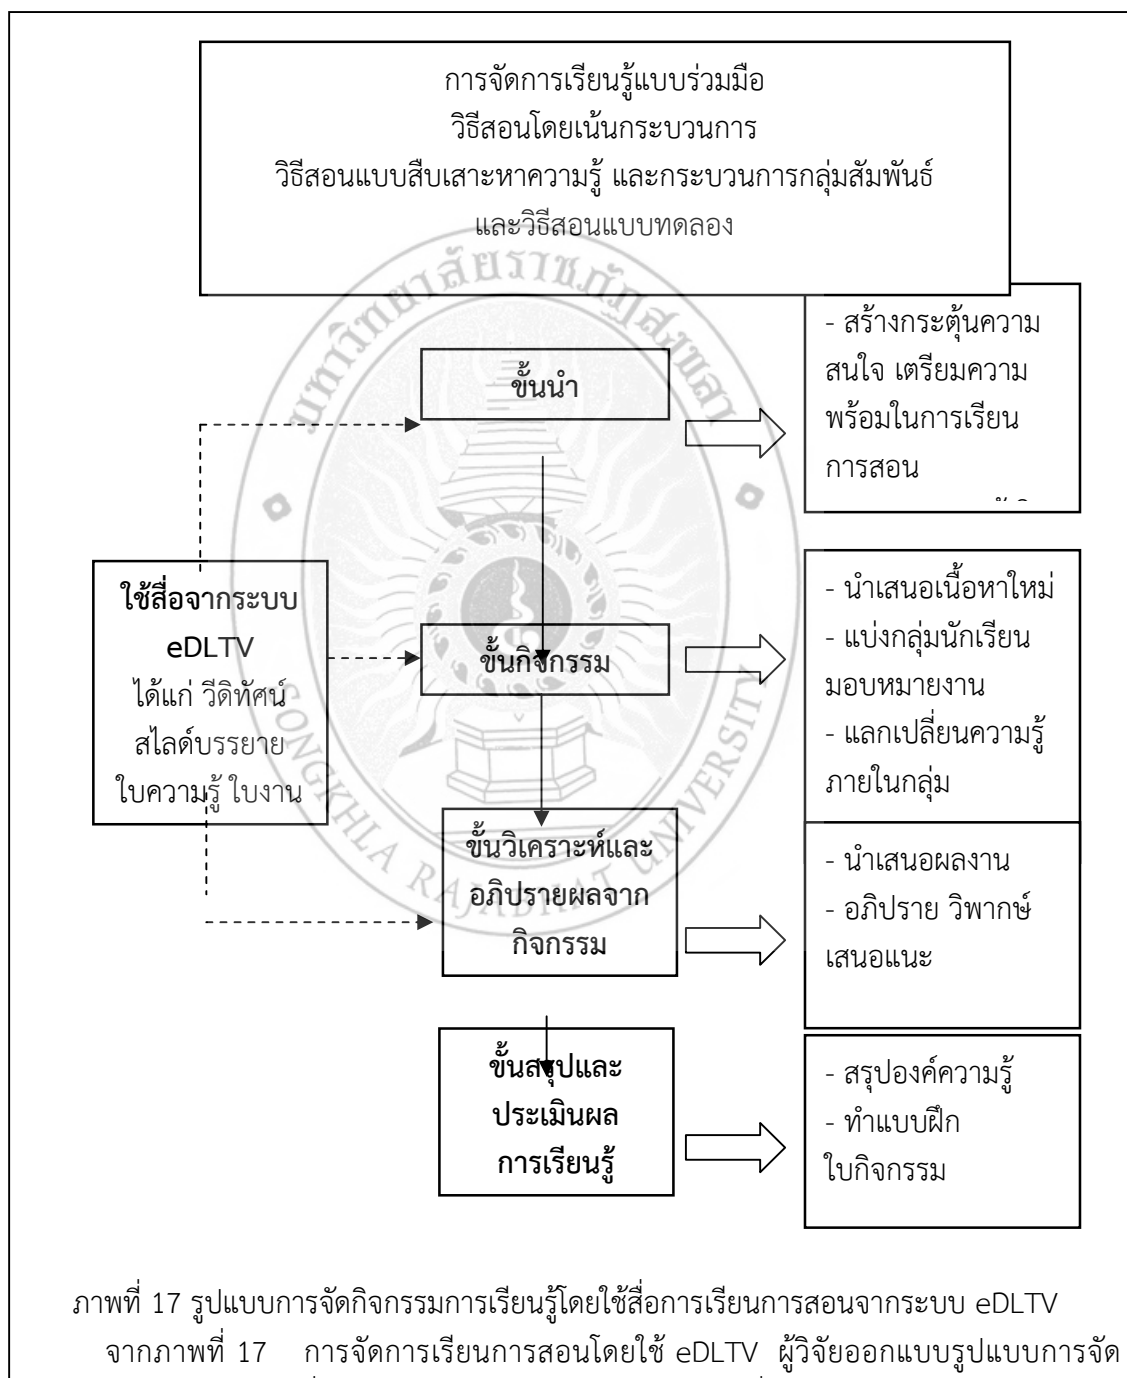 การจัดการเรียนรู้แบบร่วมมือ
วิธีสอนโดยเน้นกระบวนการ
วิธีสอนแบบสืบเสาะหาความรู้ และกระบวนการกลุ่มสัมพันธ์
และวิธีสอนแบบทดลอง
มหาวิทยาลัยราชภัฏสงขลา
SONGKHLA RAJABHAT UNIVERSITY
ขั้นนำ
- สร้างกระตุ้นความ
สนใจ เตรียมความ
พร้อมในการเรียน
การสอน
ใช้สื่อจากระบบ
eDLTV
ได้แก่ วีดิทัศน์
สไลด์บรรยาย
ใบความรู้ ใบงาน
ขั้นกิจกรรม
- นำเสนอเนื้อหาใหม่
- แบ่งกลุ่มนักเรียน
มอบหมายงาน
- แลกเปลี่ยนความรู้
ภายในกลุ่ม
ขั้นวิเคราะห์และ
อภิปรายผลจาก
กิจกรรม
- นำเสนอผลงาน
- อภิปราย วิพากษ์
เสนอแนะ
ขั้นสรุปและ
ประเมินผล
การเรียนรู้
- สรุปองค์ความรู้
- ทำแบบฝึก
ใบกิจกรรม
ภาพที่ 17 รูปแบบการจัดกิจกรรมการเรียนรู้โดยใช้สื่อการเรียนการสอนจากระบบ eDLTV
จากภาพที่ 17 การจัดการเรียนการสอนโดยใช้ eDLTV ผู้วิจัยออกแบบรูปแบบการจัด